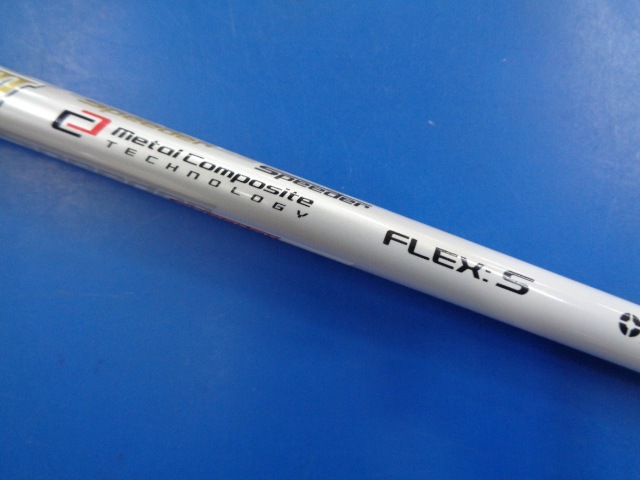 Metal Composite
TECHNOLOGY
Speeder
FLEX: S